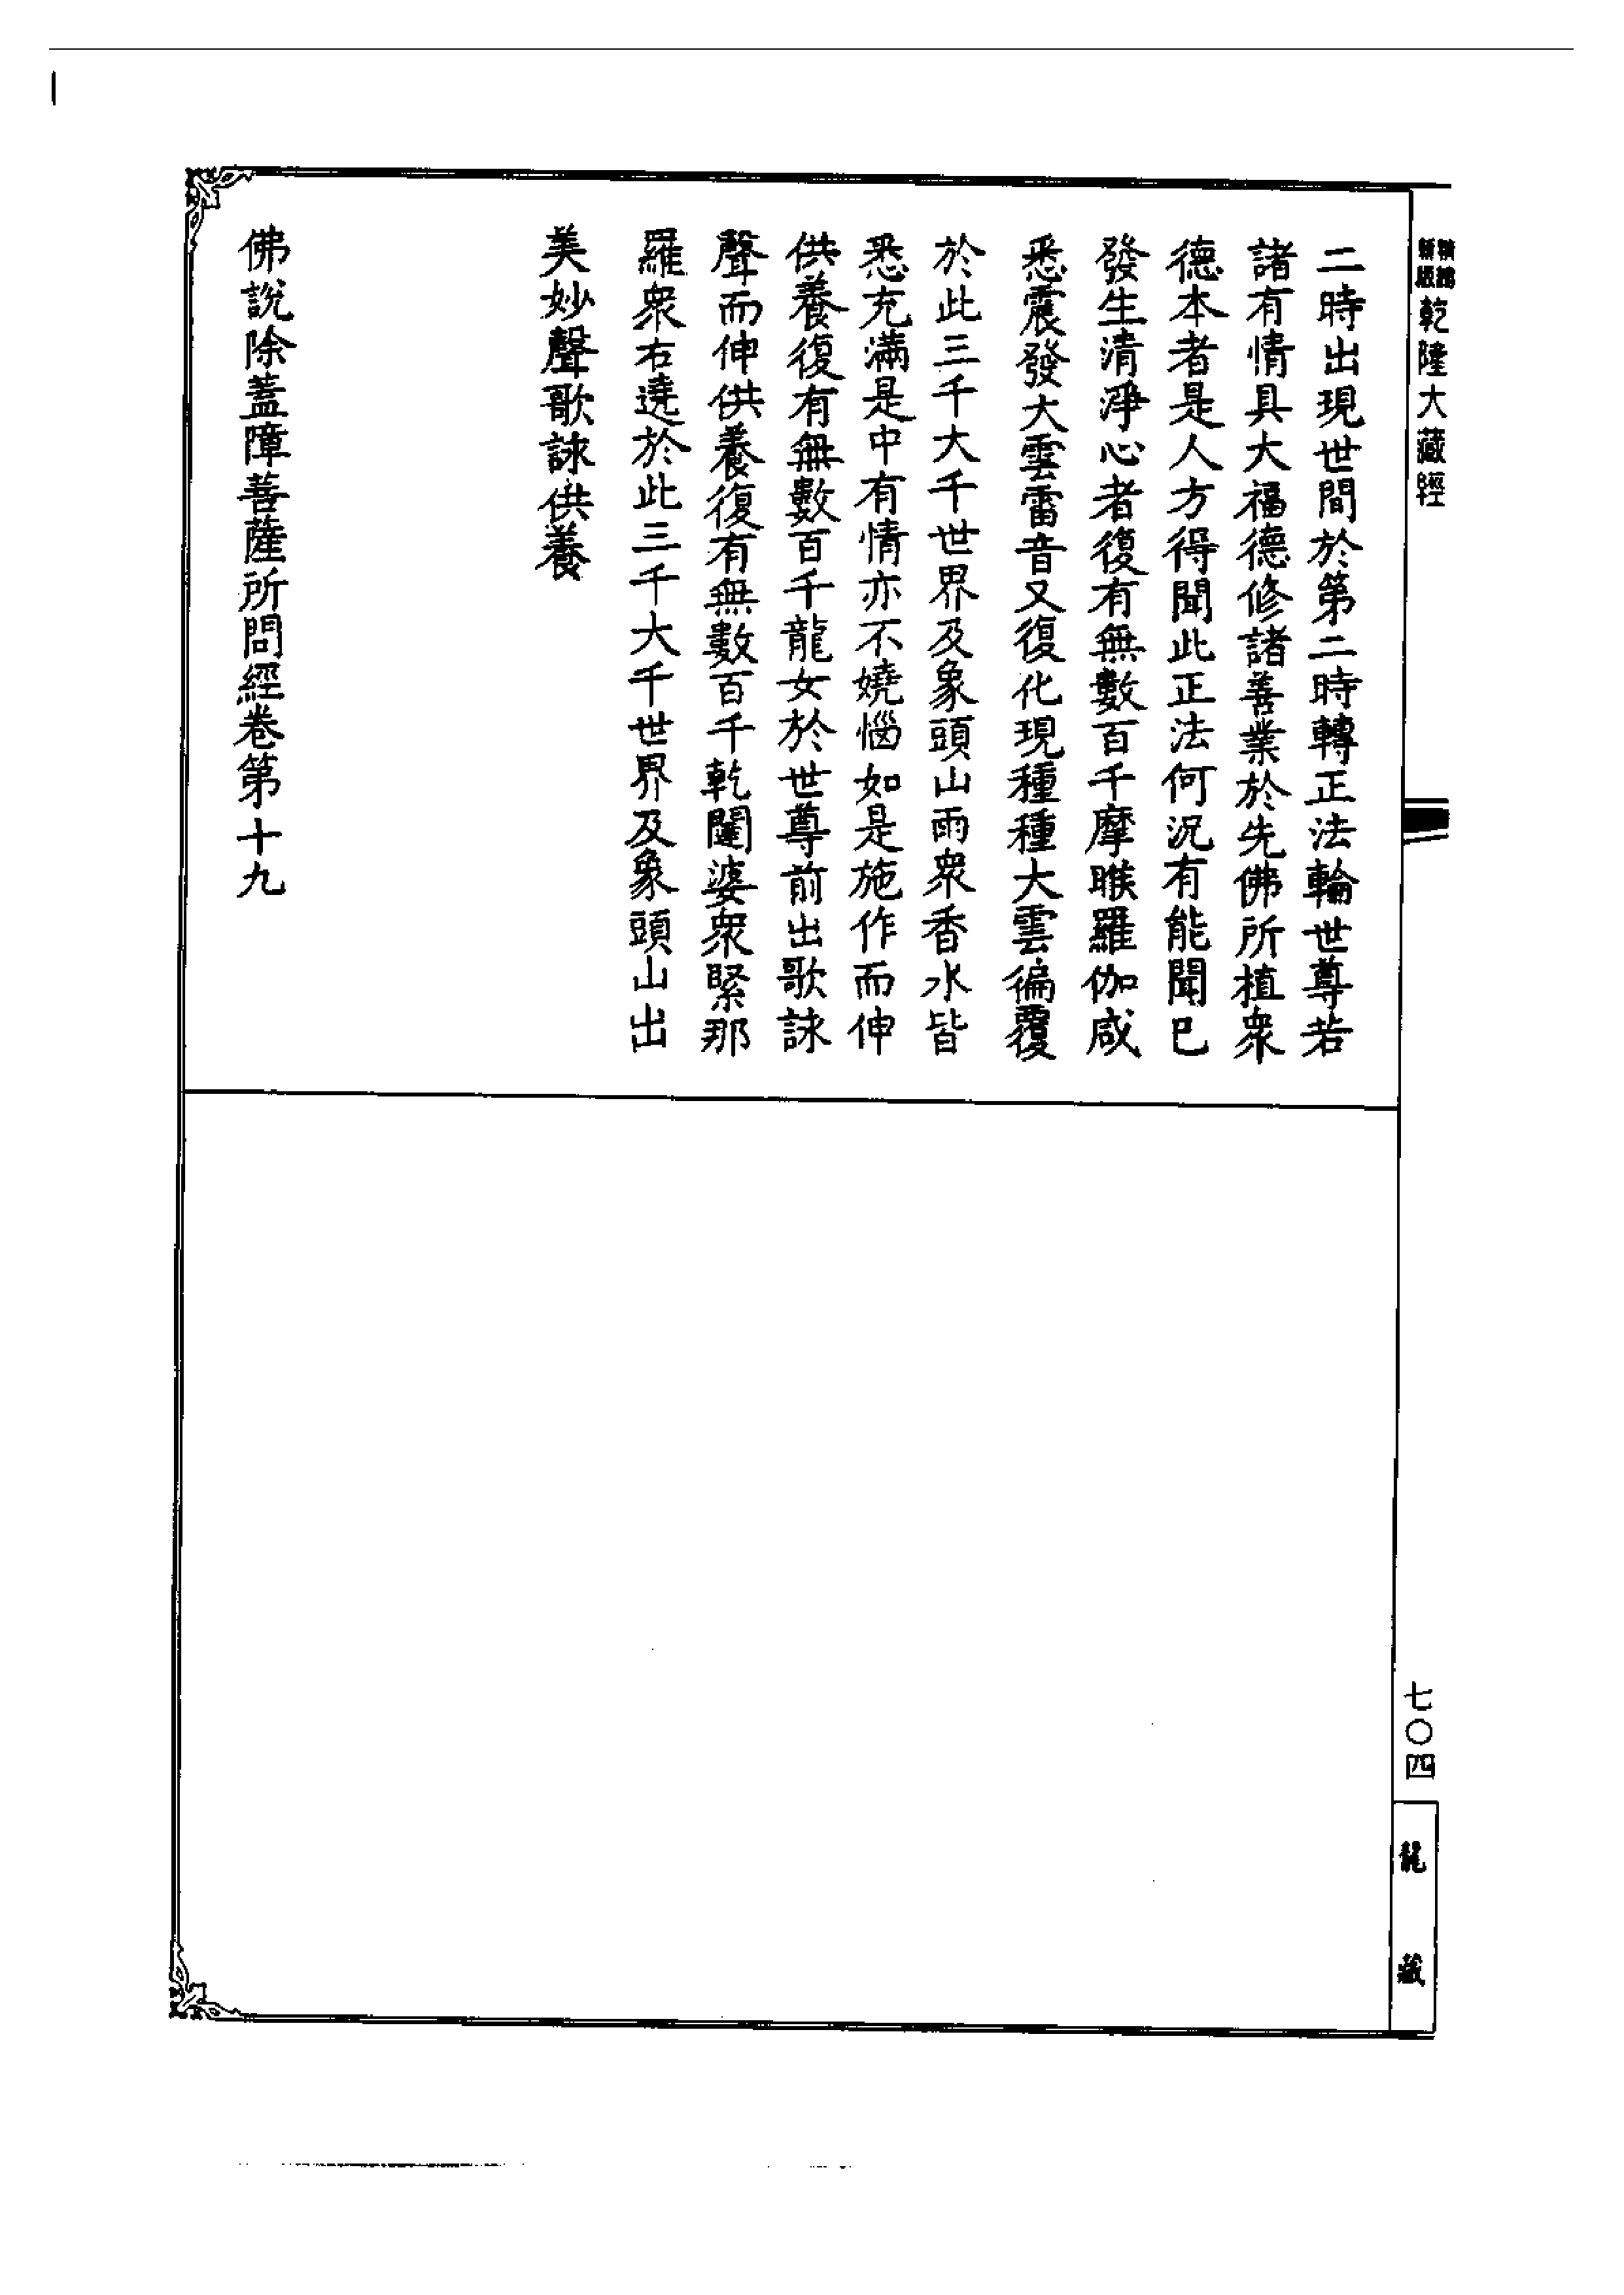 新版
乾隆大藏經
二時出現世間於第二時轉正法輪世尊若
諸有情具大福德修諸善業於先佛所植衆
德本者是人方得聞此正法何況有能聞已
發生清淨心者復有無數百千摩睺羅伽咸
悉震發大雲雷音又復化現種種大雲徧覆
於此三千大千世界及象頭山雨衆香水皆
悉充滿是中有情亦不嬈惱如是施作而伸
供養復有無數百千龍女於世尊前出歌詠
聲而伸供養復有無數百千乾闥婆衆緊那
羅衆右遶於此三千大千世界及象頭山出
美妙聲歌詠供養
佛說除蓋障菩薩所問經卷第十九
七〇四
龍藏